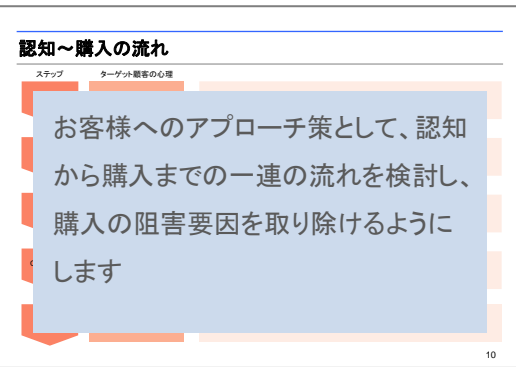 認知~購入の流れ
ステップ ターゲット顧客の心理
お客様へのアプローチ策として、認知
から購入までの一連の流れを検討し、
購入の阻害要因を取り除けるように
します
10